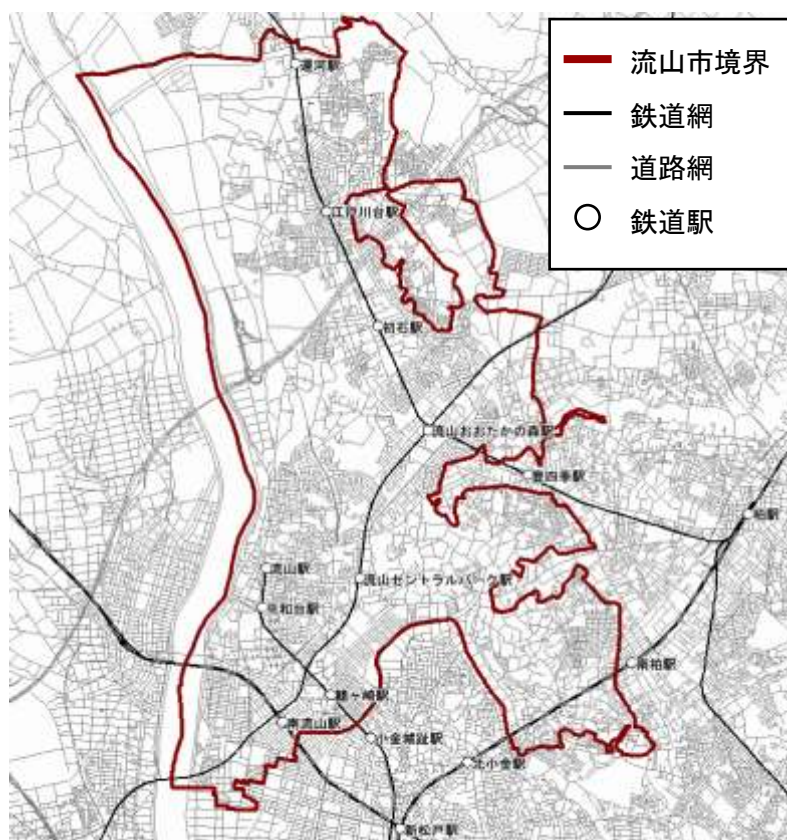 流山市境界
鉄道網
道路網
鉄道駅
運河駅
江戸川台駅
初石駅
流山おおたかの森駅
豊四季駅
柏駅
流山駅
流山セントラルパーク駅
平和台駅
南柏駅
鰭ヶ崎駅
南流山駅
小金城趾駅
北小金駅
新松戸駅